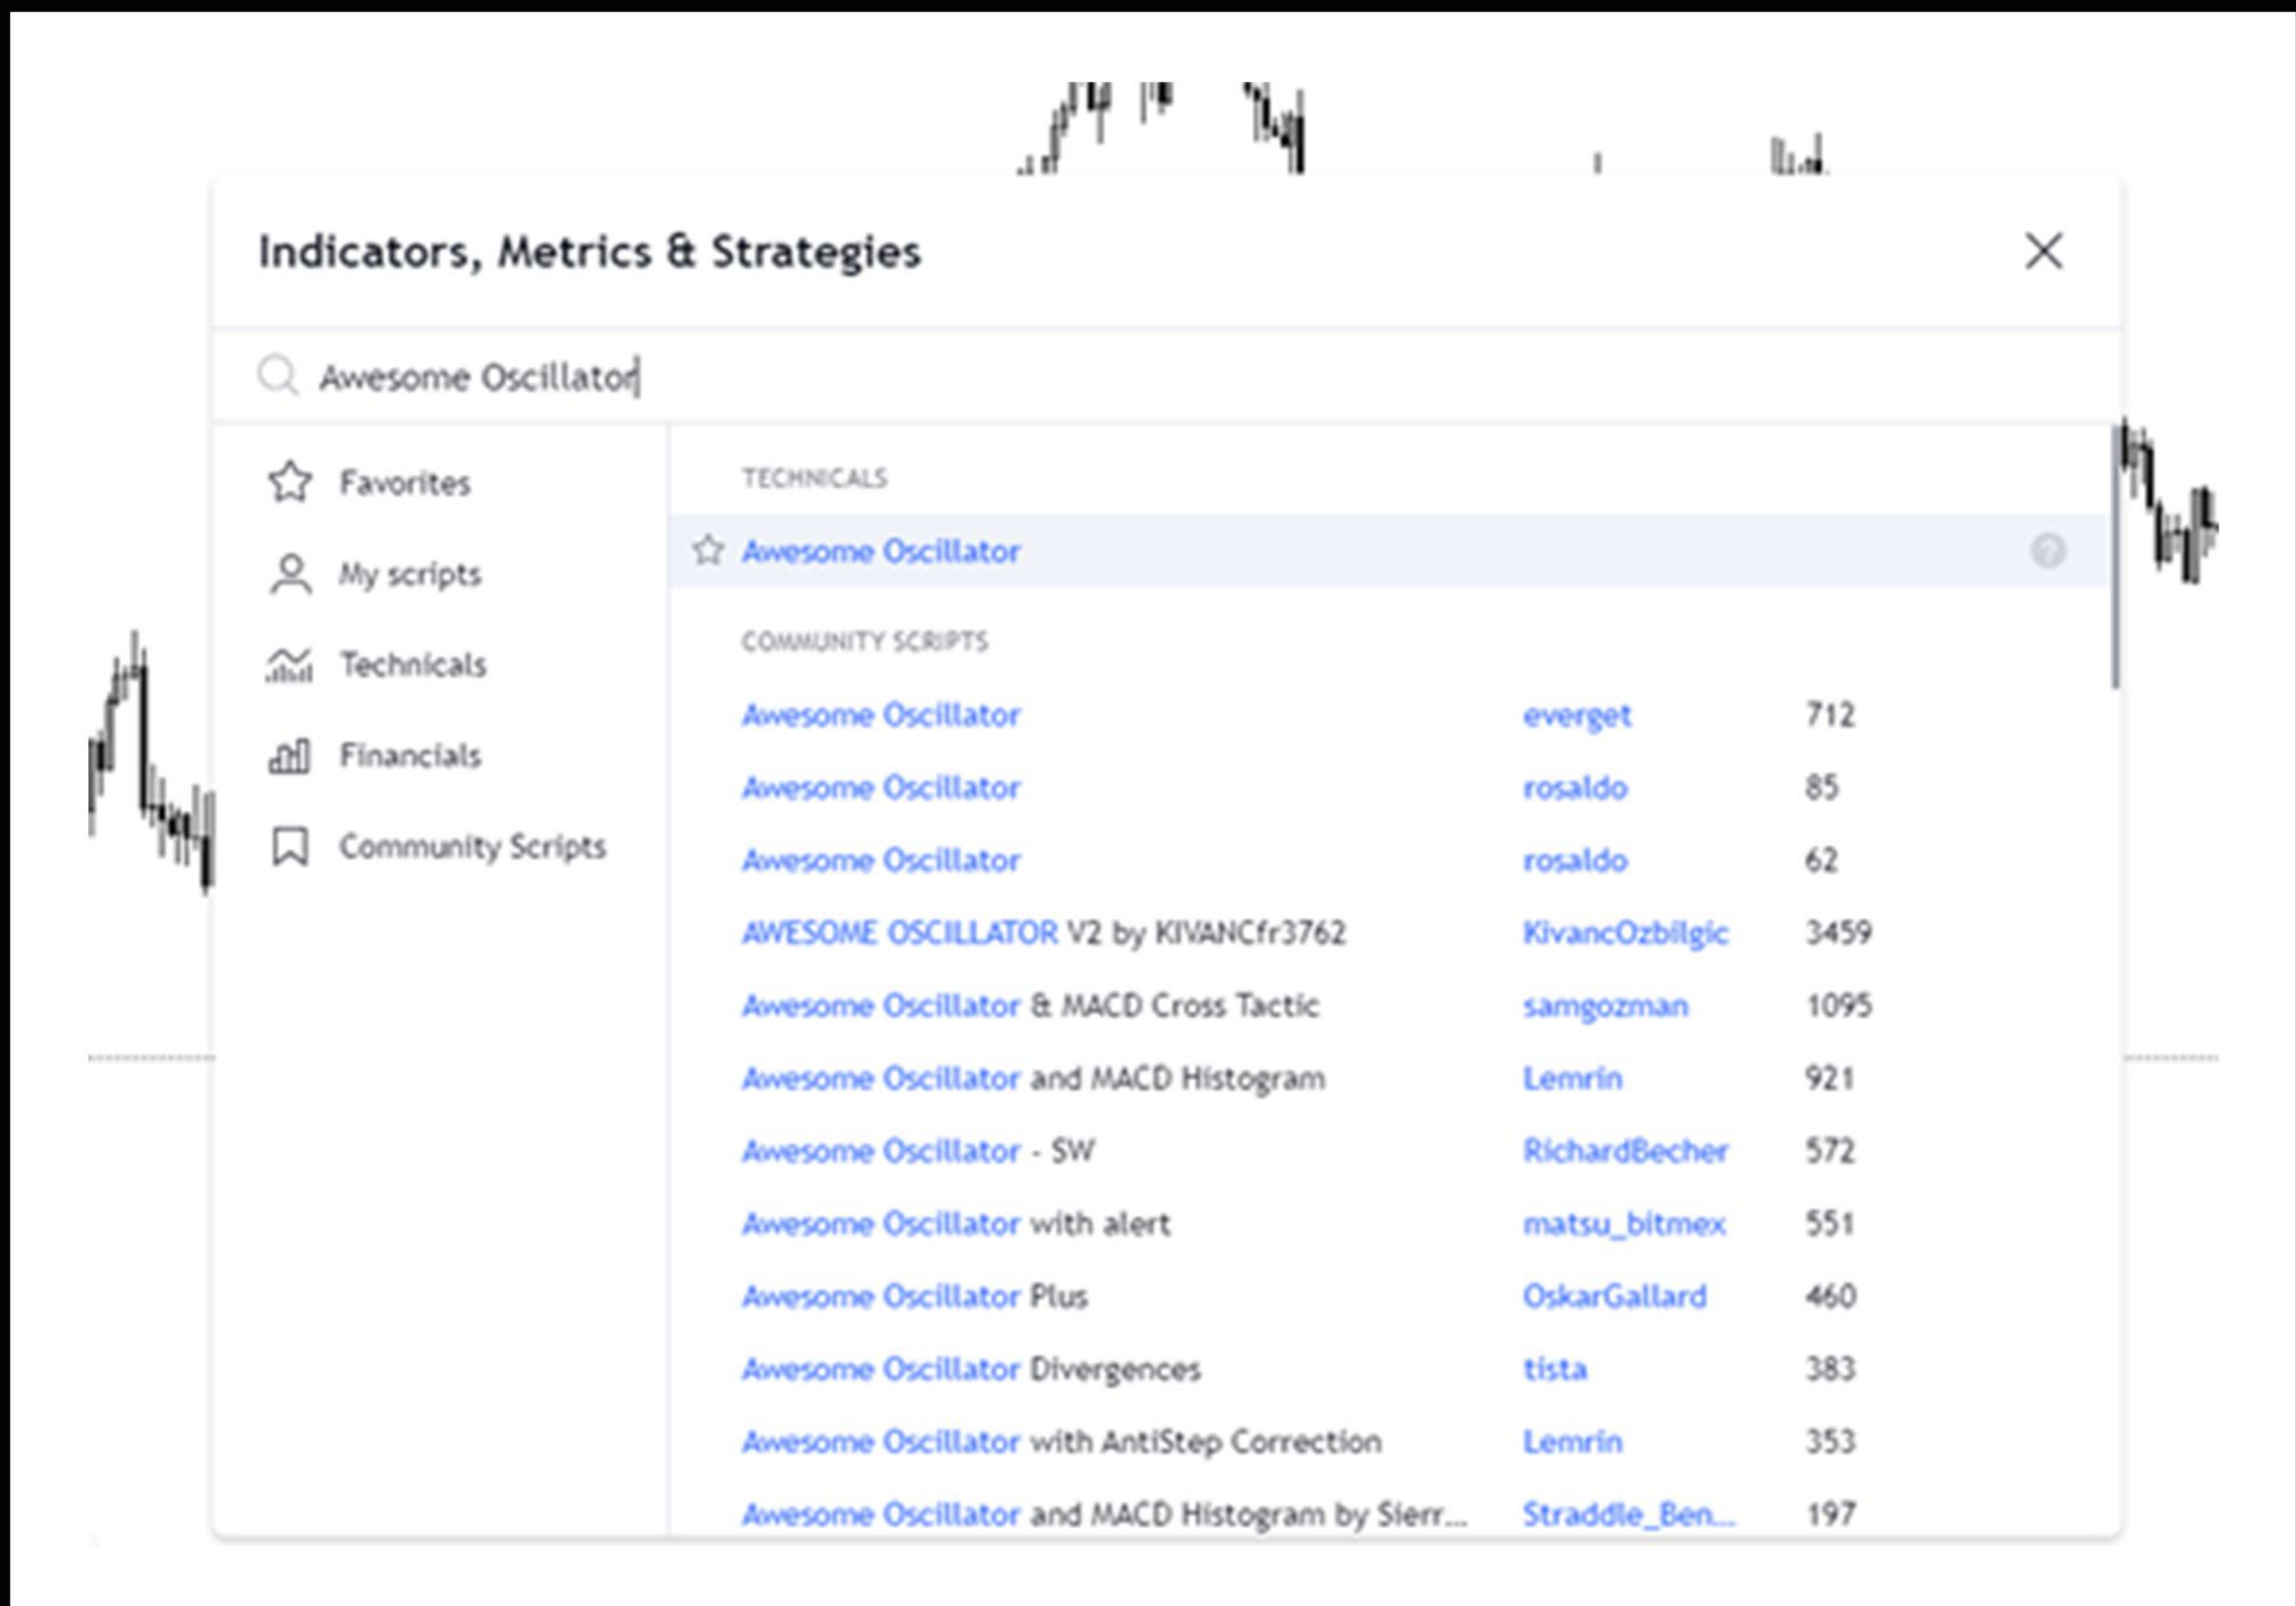 Indicators, Metrics & Strategies
Awesome Oscillator
Favorites
My scripts
Technicals
Financials
Community Scripts
TECHNICALS
Awesome Oscillator
COMMUNITY SCRIPTS
Awesome Oscillator everget 712
Awesome Oscillator rosaldo 85
Awesome Oscillator rosaldo 62
AWESOME OSCILLATOR V2 by KIVANCfr3762 KivancOzbilgic 3459
Awesome Oscillator & MACD Cross Tactic samgozman 1095
Awesome Oscillator and MACD Histogram Lemrin 921
Awesome Oscillator - SW RichardBecher 572
Awesome Oscillator with alert matsu_bitmex 551
Awesome Oscillator Plus OskarGallard 460
Awesome Oscillator Divergences tista 383
Awesome Oscillator with AntiStep Correction Lemrin 353
Awesome Oscillator and MACD Histogram by Sierr... Straddle_Ben... 197